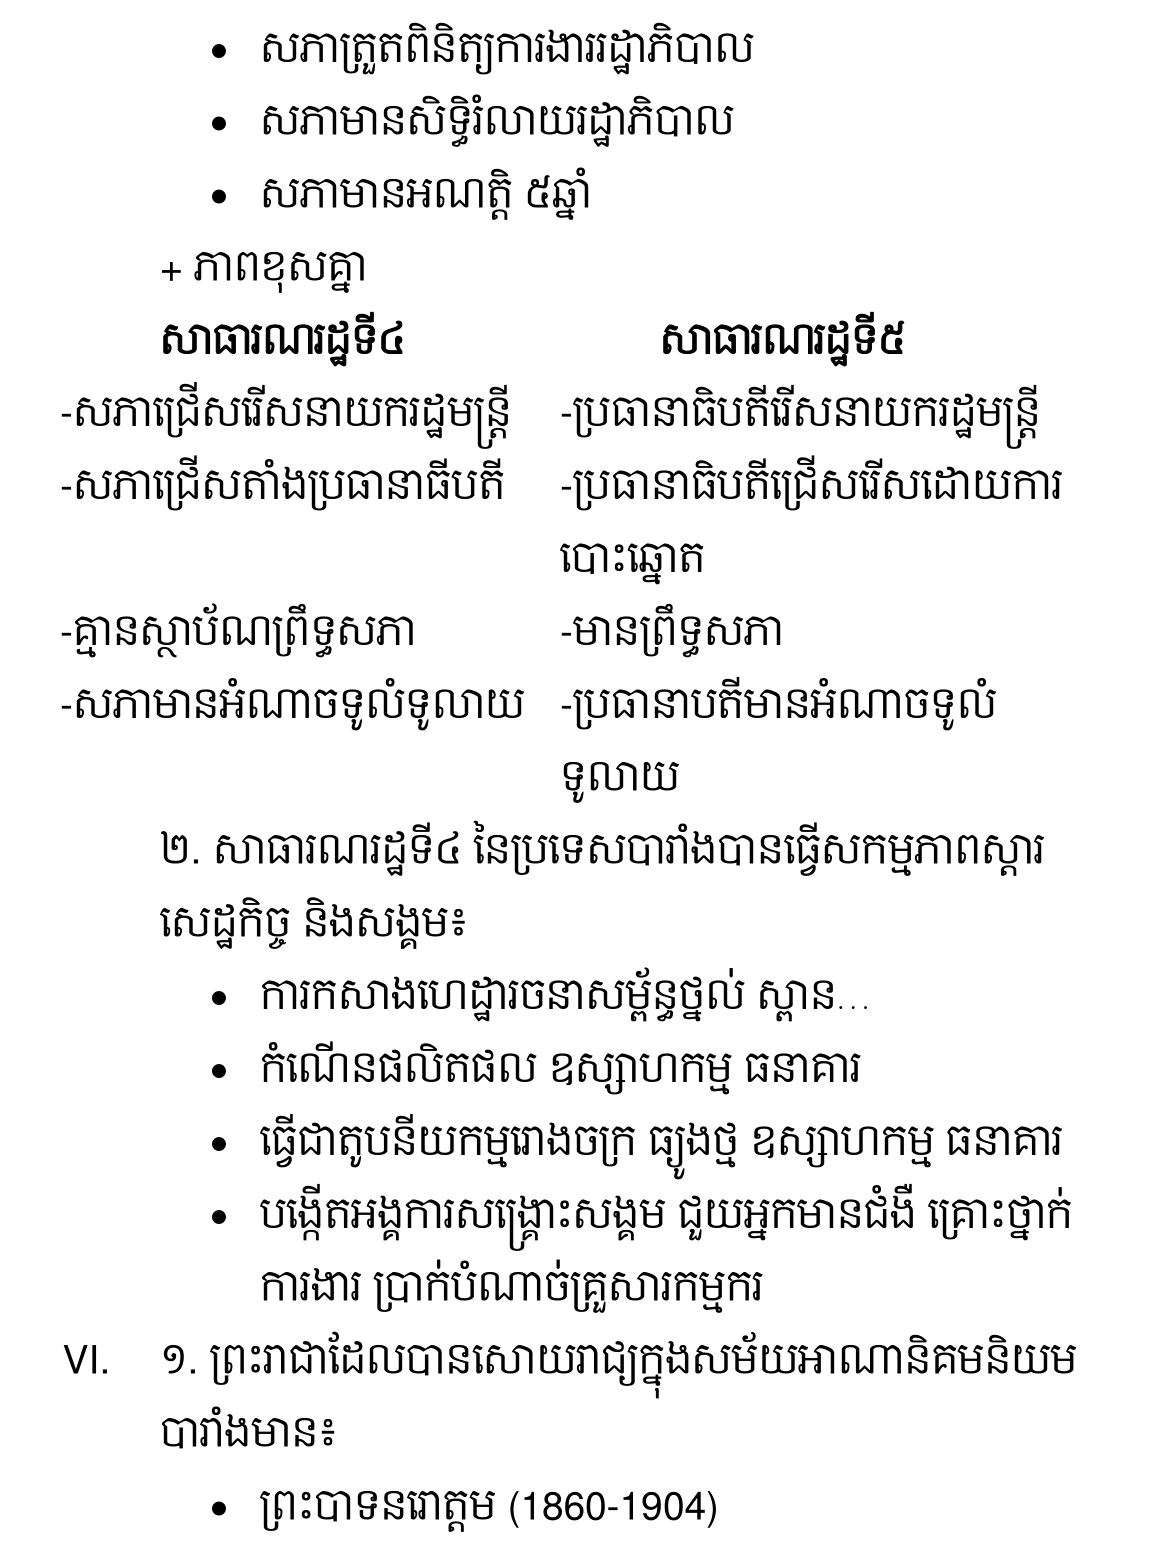 • សភាត្រួតពិនិត្យការងាររដ្ឋាភិបាល
• សភាមានសិទ្ធិរំលាយរដ្ឋាភិបាល
• សភាមានអណត្តិ ៥ឆ្នាំ
+ ភាពខុសគ្នា
សាធារណរដ្ឋទី៤ សាធារណរដ្ឋទី៥
-សភាជ្រើសរើសនាយករដ្ឋមន្ត្រី -ប្រធានាធិបតីរើសនាយករដ្ឋមន្ត្រី
-សភាជ្រើសតាំងប្រធានាធីបតី -ប្រធានាធិបតីជ្រើសរើសដោយការ
បោះឆ្នោត
-គ្មានស្ថាប័ណព្រឹទ្ធសភា -មានព្រឹទ្ធសភា
-សភាមានអំណាចទូលំទូលាយ -ប្រធានាបតីមានអំណាចទូលំ
ទូលាយ
២. សាធារណរដ្ឋទី៤ នៃប្រទេសបារាំងបានធ្វើសកម្មភាពស្តារ
សេដ្ឋកិច្ច និងសង្គម៖
• ការកសាងហេដ្ឋារចនាសម្ព័ន្ធថ្នល់ ស្ពាន...
• កំណើនផលិតផល ឧស្សាហកម្ម ធនាគារ
• ធ្វើជាតូបនីយកម្មរោងចក្រ ធ្យូងថ្ម ឧស្សាហកម្ម ធនាគារ
• បង្កើតអង្គការសង្គ្រោះសង្គម ជួយអ្នកមានជំងឺ គ្រោះថ្នាក់
ការងារ ប្រាក់បំណាច់គ្រួសារកម្មករ
VI. ១. ព្រះរាជាដែលបានសោយរាជ្យក្នុងសម័យអាណានិគមនិយម
បារាំងមាន៖
• ព្រះបាទនរោត្តម (1860-1904)